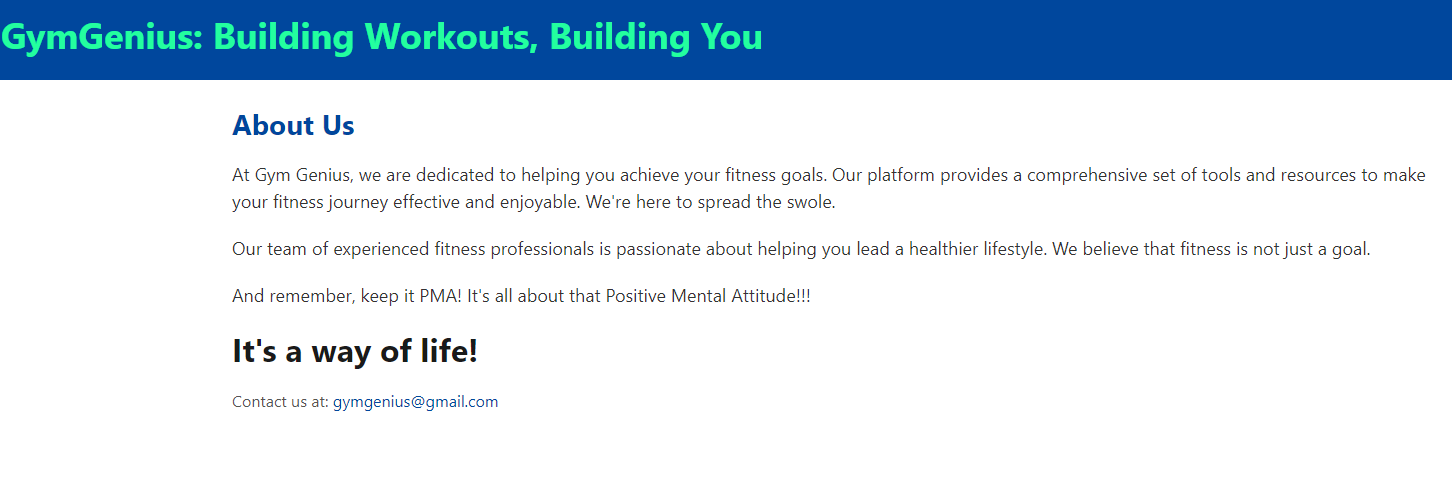 GymGenius: Building Workouts, Building You
About Us
At Gym Genius, we are dedicated to helping you achieve your fitness goals. Our platform provides a comprehensive set of tools and resources to make
your fitness journey effective and enjoyable. We're here to spread the swole.
Our team of experienced fitness professionals is passionate about helping you lead a healthier lifestyle. We believe that fitness is not just a goal.
And remember, keep it PMA! It's all about that Positive Mental Attitude!!!
It's a way of life!
Contact us at: gymgenius@gmail.com